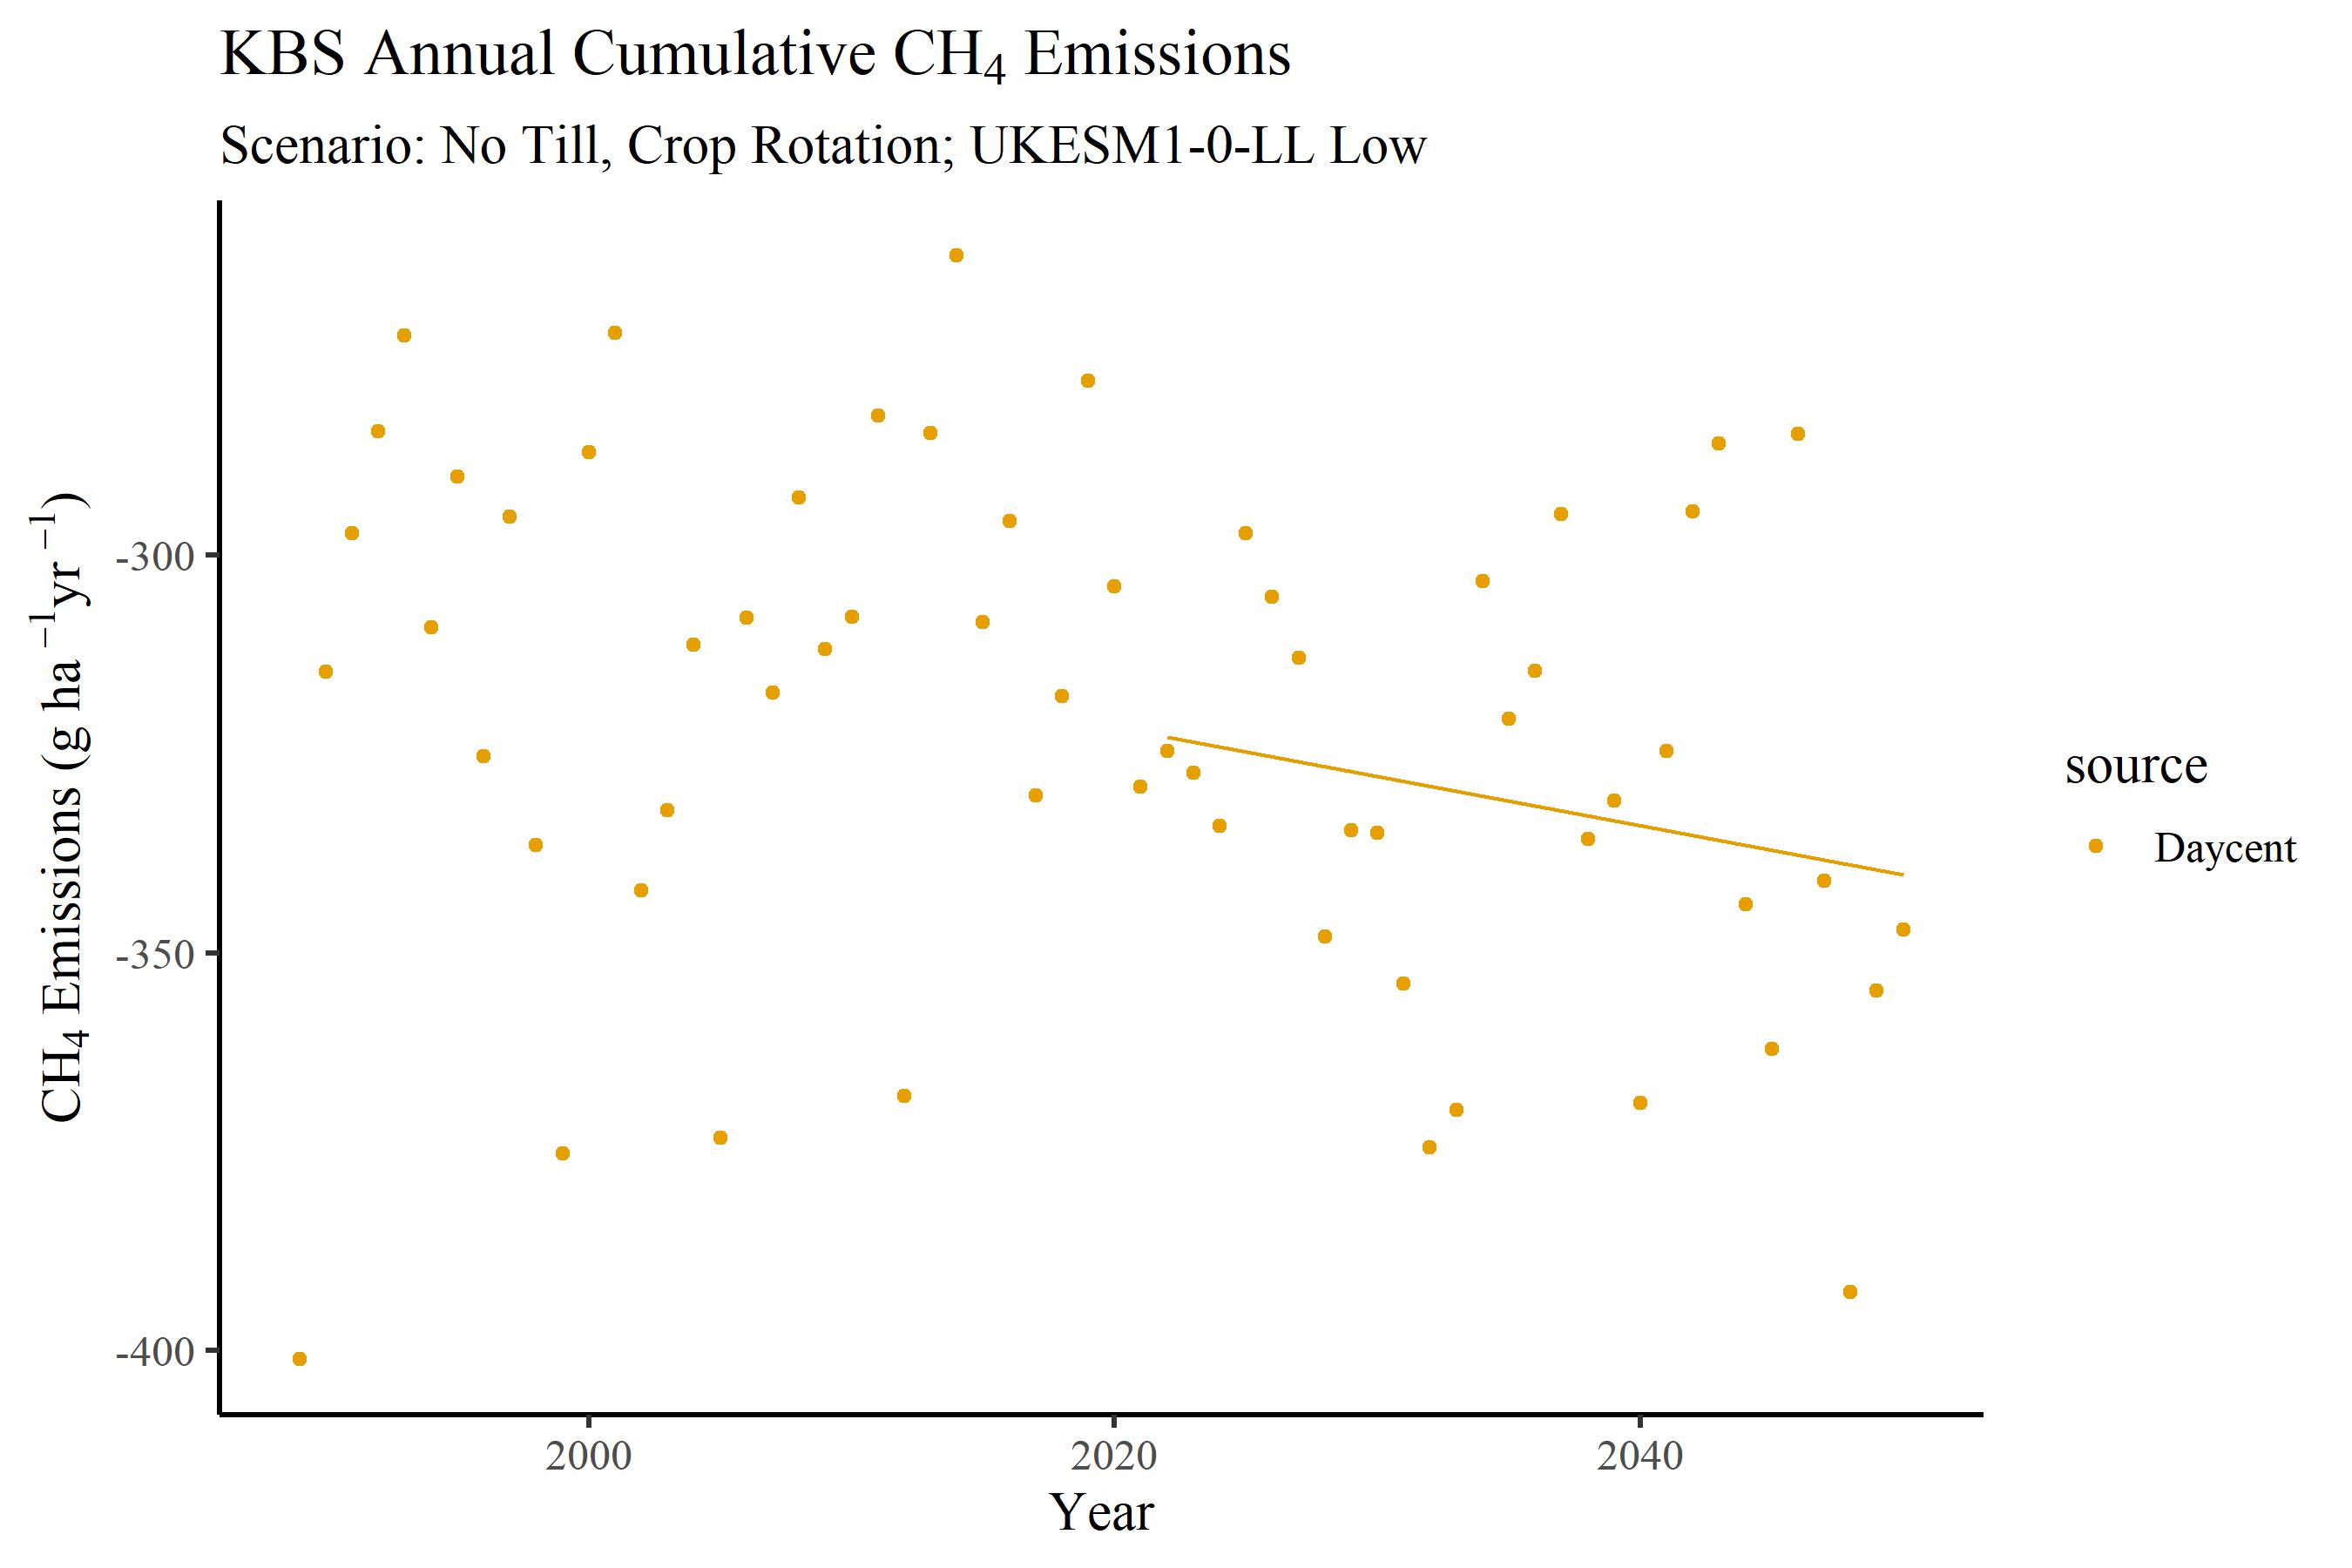 KBS Annual Cumulative CH₄ Emissions
Scenario: No Till, Crop Rotation; UKESM1-0-LL Low
CH₄ Emissions (g ha ⁻¹yr ⁻¹)
-300
-350
-400
2000
2020
2040
Year
source
Daycent